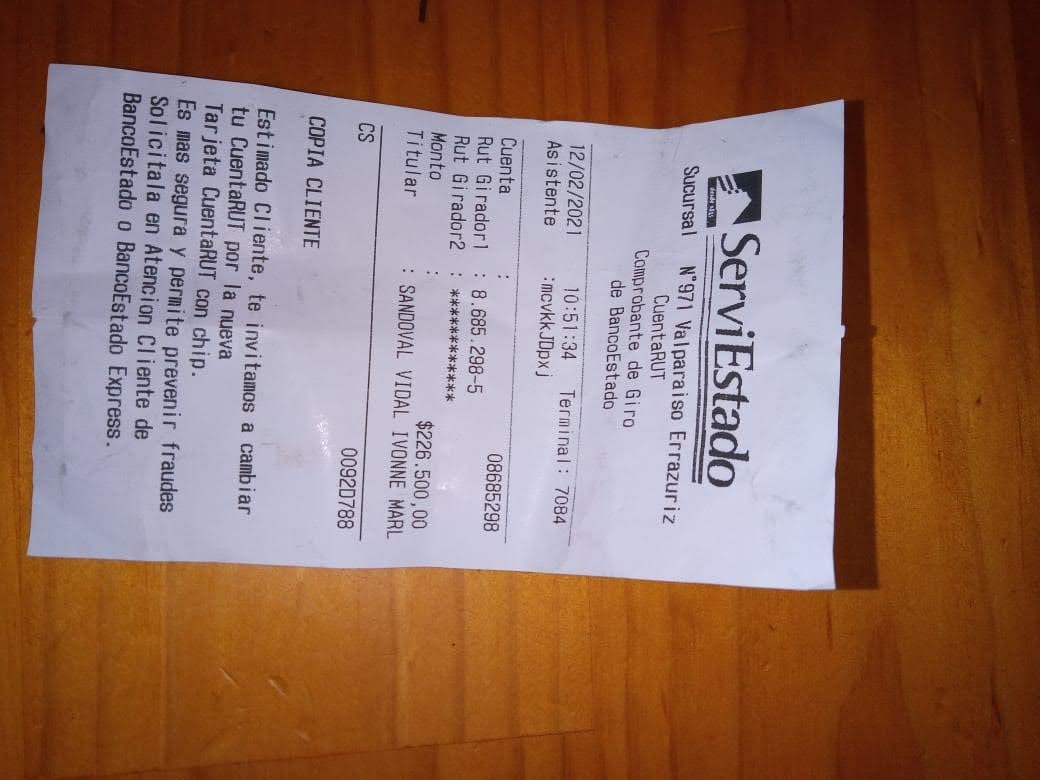 ServiEstado
Sucursal N°971 Valparaiso Errazuriz
CuentaRUT
Comprobante de Giro
de BancoEstado
12/02/2021 10:51:34 Terminal: 7084
Asistente :mcvkkJDpxj
Cuenta : 08685298
Rut Girador1 : 8.685.298-5
Rut Girador2 : ************
Monto : $226.500,00
Titular : SANDOVAL VIDAL IVONNE MARL
CS 0092D788
COPIA CLIENTE
Estimado Cliente, te invitamos a cambiar
tu CuentaRUT por la nueva
Tarjeta CuentaRUT con chip.
Es mas segura y permite prevenir fraudes
Solicitala en Atencion Cliente de
BancoEstado o BancoEstado Express.